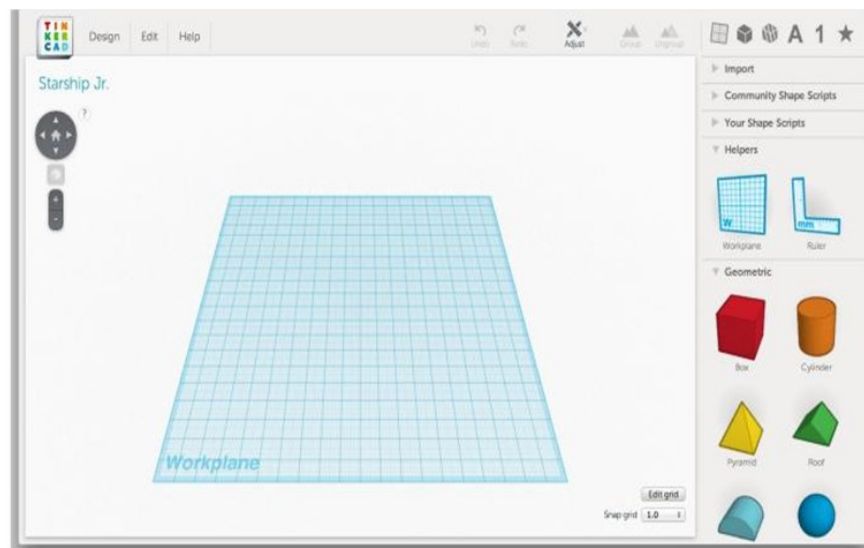 TIN
KER
CAD
Design Edit Help
Undo Redo Adjust Group Ungroup
A 1
Starship Jr.
?
+
-
Import
Community Shape Scripts
Your Shape Scripts
Helpers
W mm
Workplane Ruler
Geometric
Box Cylinder
Pyramid Roof
Workplane
Edit grid
Snap grid 1.0